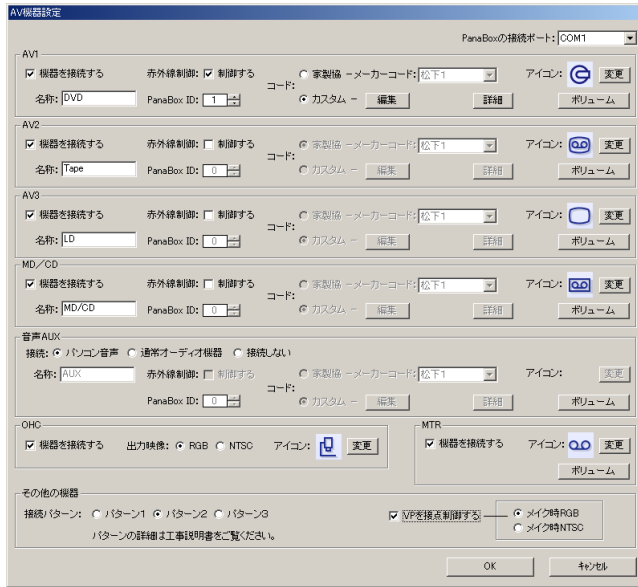 AV機器設定
PanaBoxの接続ポート: COM1
AV1
機器を接続する 赤外線制御: 制御する コード: 家製協 -メーカーコード: 松下1 アイコン: 変更
名称: DVD PanaBox ID: 1 カスタム - 編集 詳細 ボリューム
AV2
機器を接続する 赤外線制御: 制御する コード: 家製協 -メーカーコード: 松下1 アイコン: 変更
名称: Tape PanaBox ID: 0 カスタム - 編集 詳細 ボリューム
AV3
機器を接続する 赤外線制御: 制御する コード: 家製協 -メーカーコード: 松下1 アイコン: 変更
名称: LD PanaBox ID: 0 カスタム - 編集 詳細 ボリューム
MD/CD
機器を接続する 赤外線制御: 制御する コード: 家製協 -メーカーコード: 松下1 アイコン: 変更
名称: MD/CD PanaBox ID: 0 カスタム - 編集 詳細 ボリューム
音声AUX
接続: パソコン音声 通常オーディオ機器 接続しない
名称: AUX 赤外線制御: 制御する コード: 家製協 -メーカーコード: 松下1 アイコン: 変更
PanaBox ID: 0 カスタム - 編集 詳細 ボリューム
OHC
機器を接続する 出力映像: RGB NTSC アイコン: 変更
MTR
機器を接続する アイコン: 変更
ボリューム
その他の機器
接続パターン: パターン1 パターン2 パターン3
パターンの詳細は工事説明書をご覧ください。
VPを接点制御する メイク時RGB
メイク時NTSC
OK キャンセル